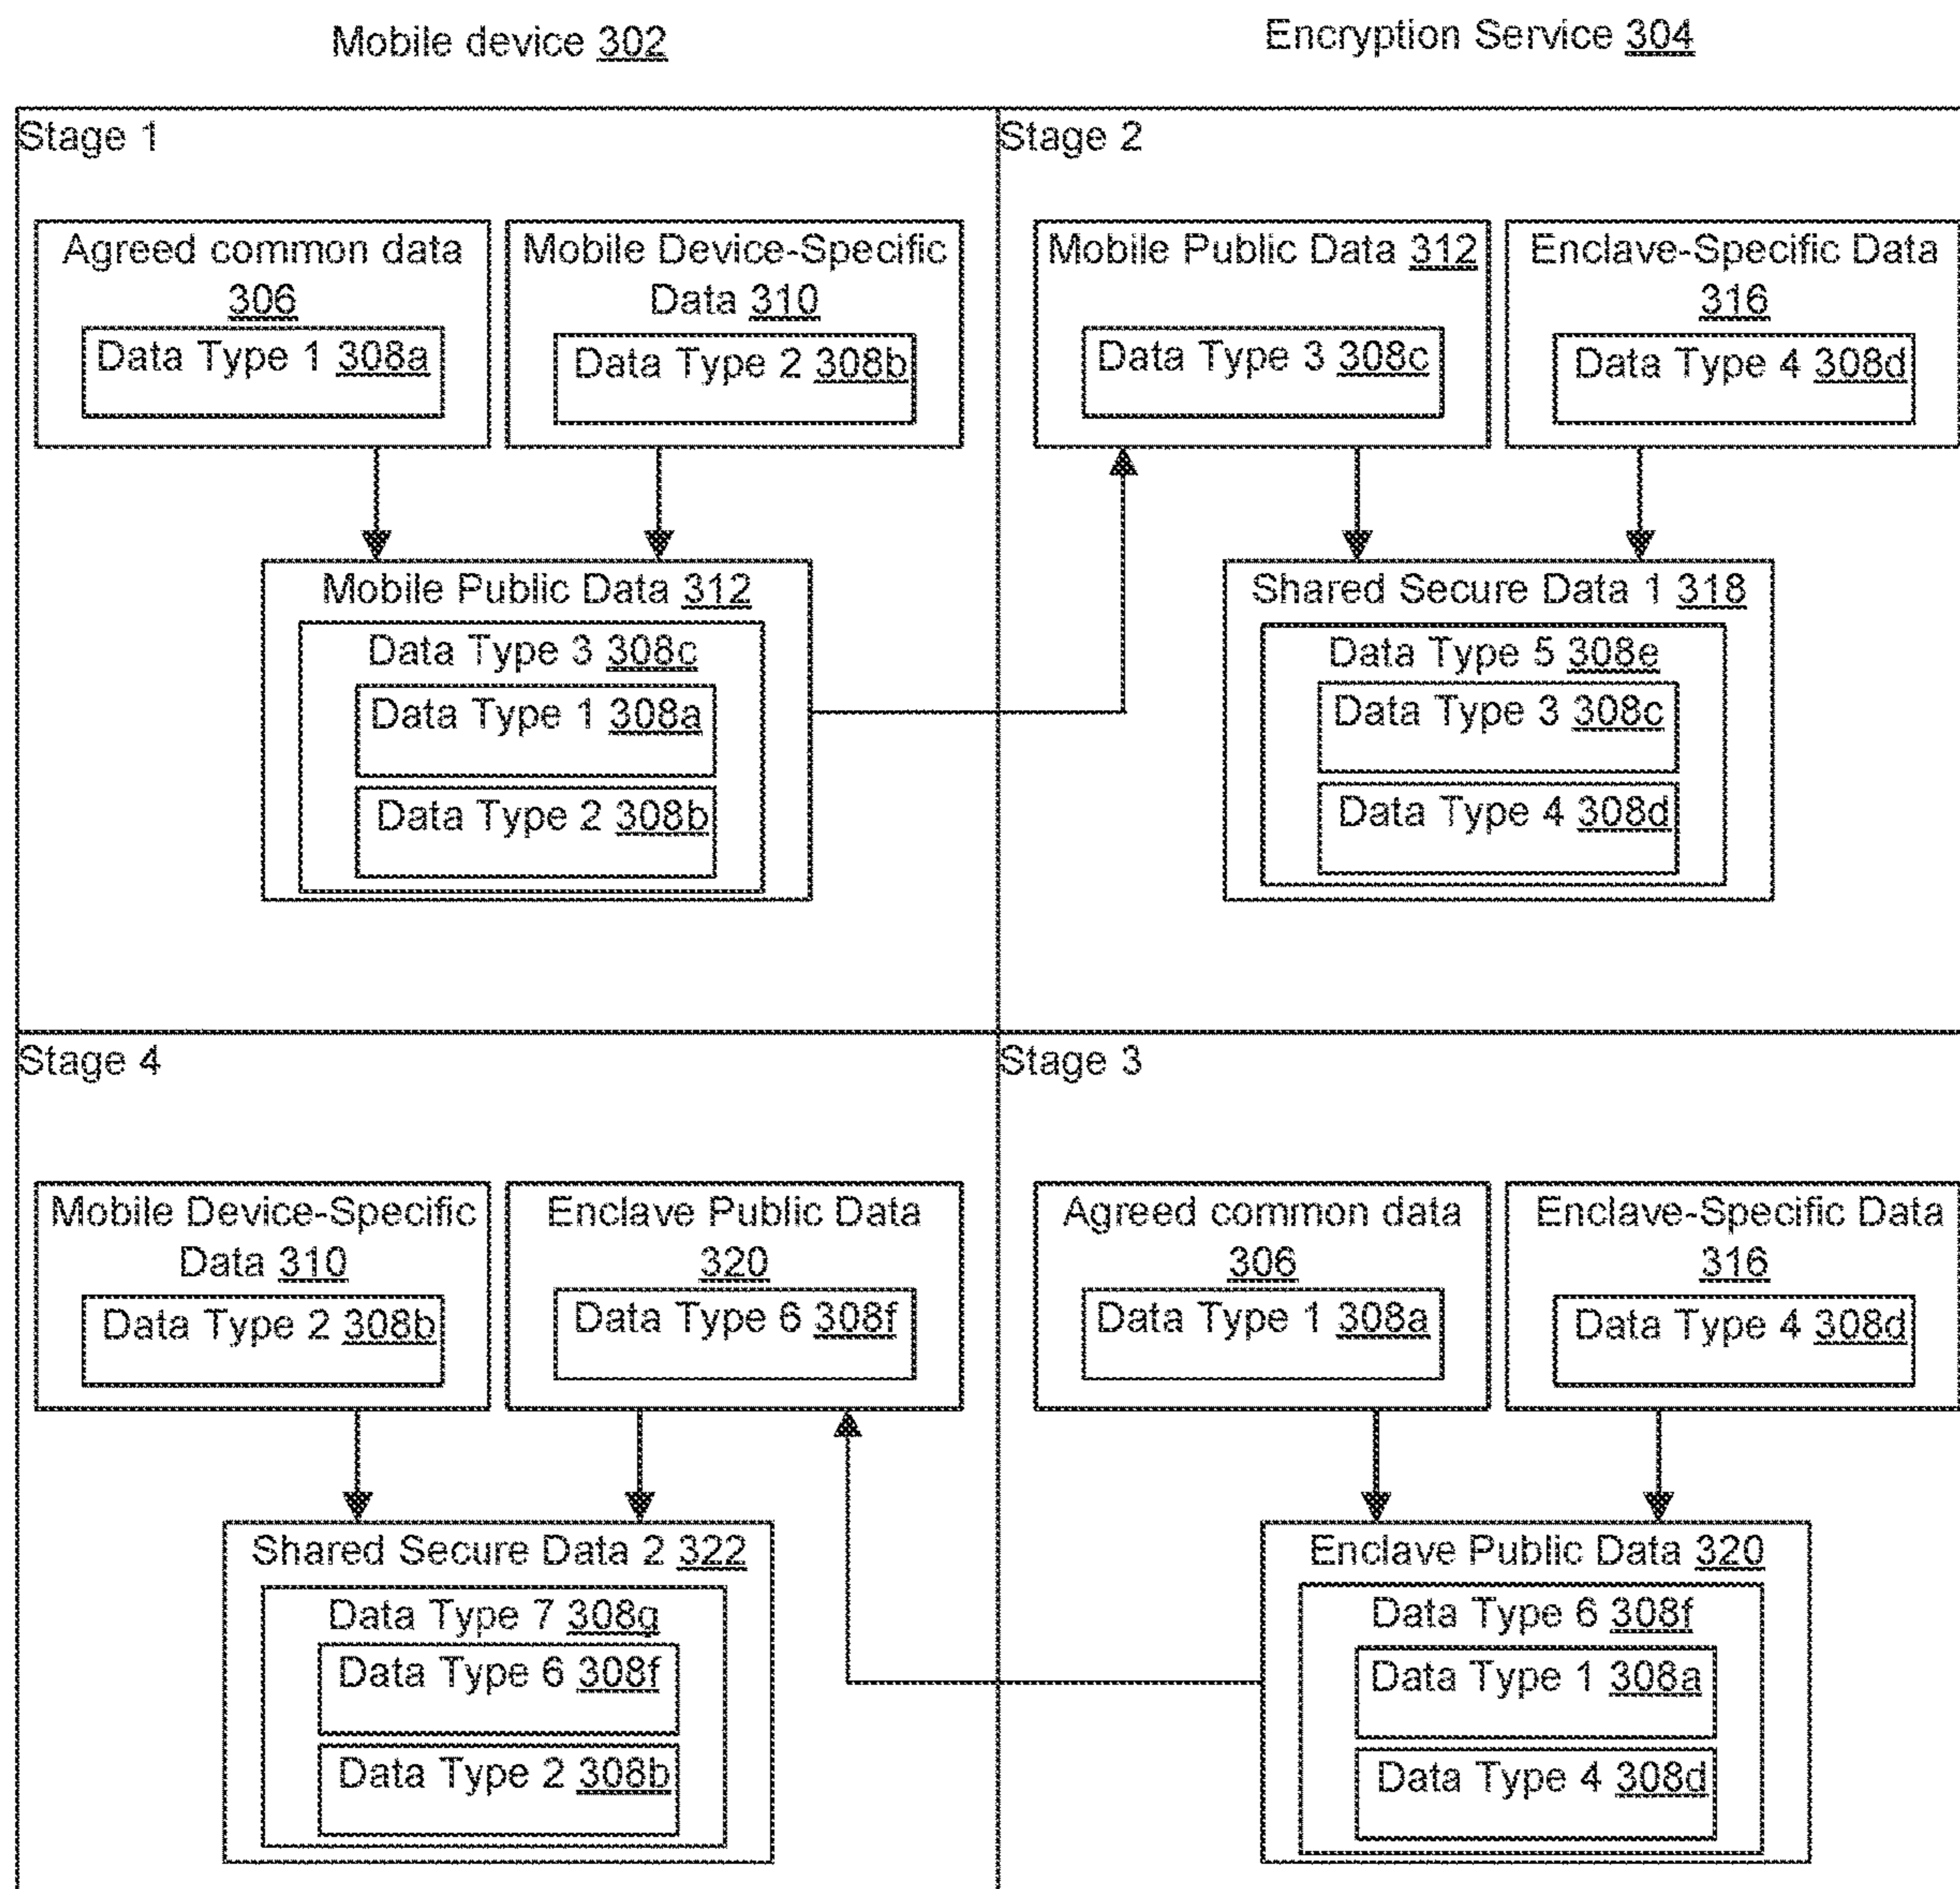 Mobile device 302
Encryption Service 304
Stage 1
Agreed common data
306
Data Type 1 308a
Mobile Device-Specific
Data 310
Data Type 2 308b
Mobile Public Data 312
Data Type 3 308c
Data Type 1 308a
Data Type 2 308b
Stage 2
Mobile Public Data 312
Data Type 3 308c
Enclave-Specific Data
316
Data Type 4 308d
Shared Secure Data 1 318
Data Type 5 308e
Data Type 3 308c
Data Type 4 308d
Stage 4
Mobile Device-Specific
Data 310
Data Type 2 308b
Enclave Public Data
320
Data Type 6 308f
Shared Secure Data 2 322
Data Type 7 308g
Data Type 6 308f
Data Type 2 308b
Stage 3
Agreed common data
306
Data Type 1 308a
Enclave-Specific Data
316
Data Type 4 308d
Enclave Public Data 320
Data Type 6 308f
Data Type 1 308a
Data Type 4 308d